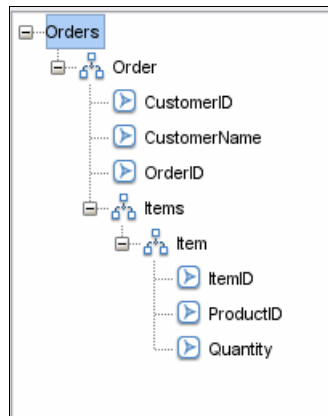 Orders
Order
CustomerID
CustomerName
OrderID
Items
Item
ItemID
ProductID
Quantity